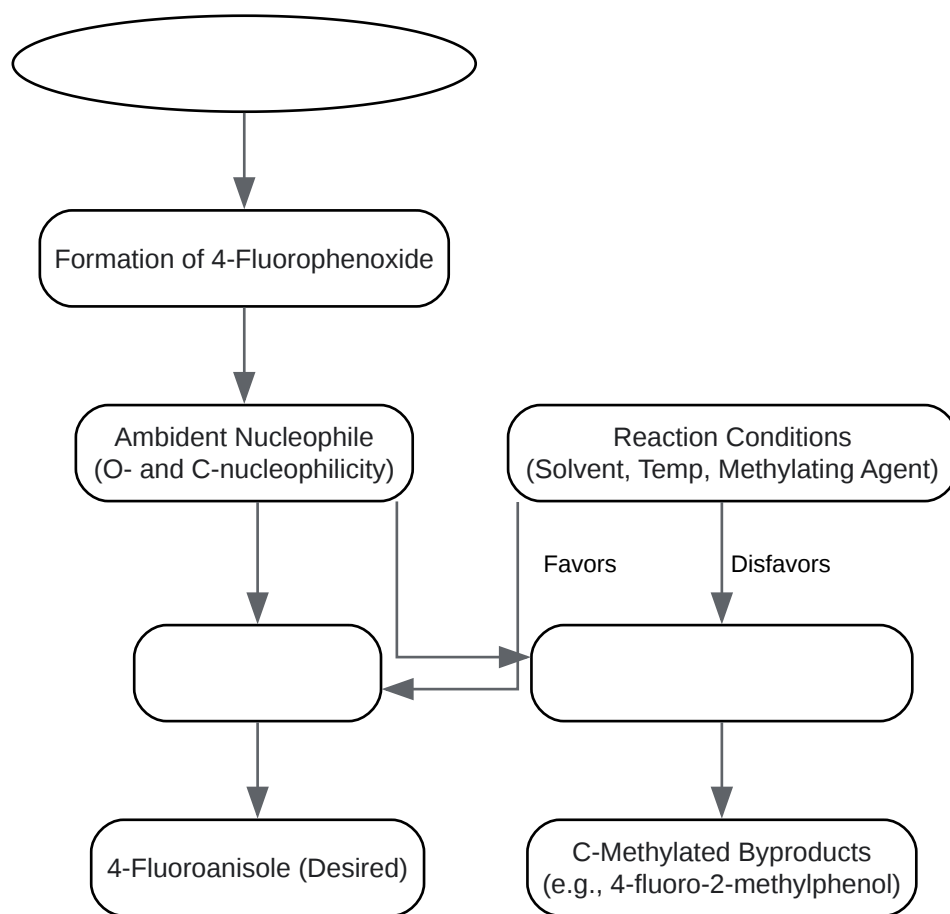 Formation of 4-Fluorophenoxide
Ambident Nucleophile
(O- and C-nucleophilicity)
Reaction Conditions
(Solvent, Temp, Methylating Agent)
Favors
Disfavors
4-Fluoroanisole (Desired)
C-Methylated Byproducts
(e.g., 4-fluoro-2-methylphenol)